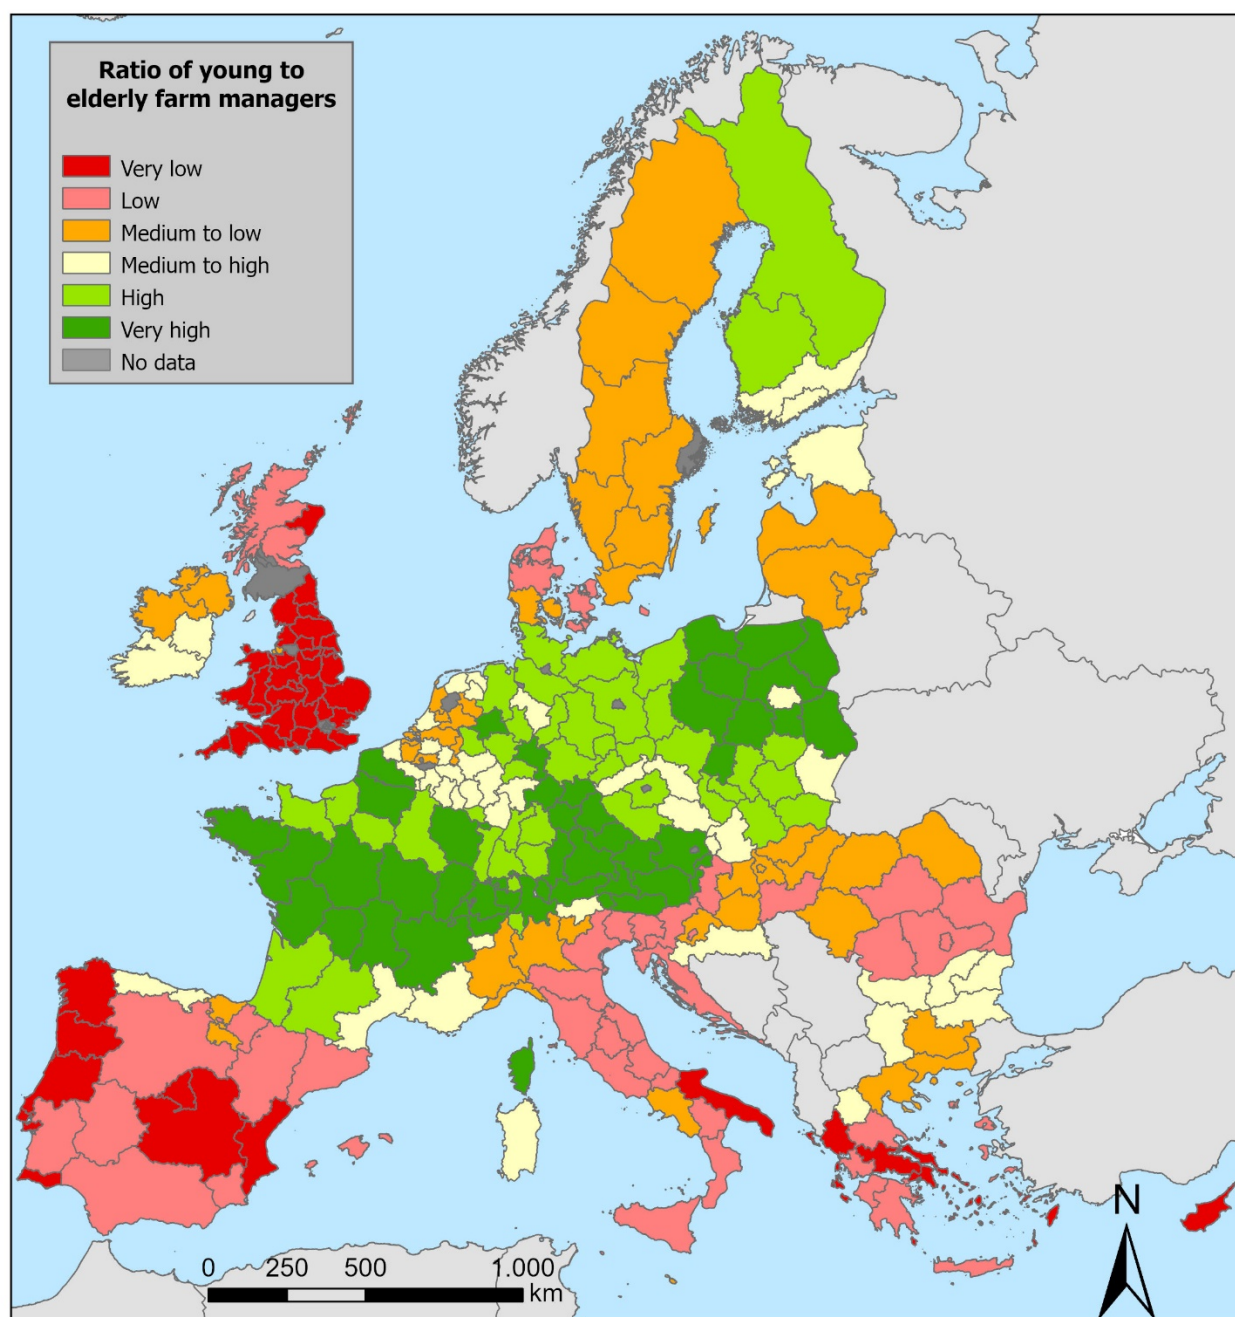 Ratio of young to
elderly farm managers
Very low
Low
Medium to low
Medium to high
High
Very high
No data
N
0 250 500 1.000
km